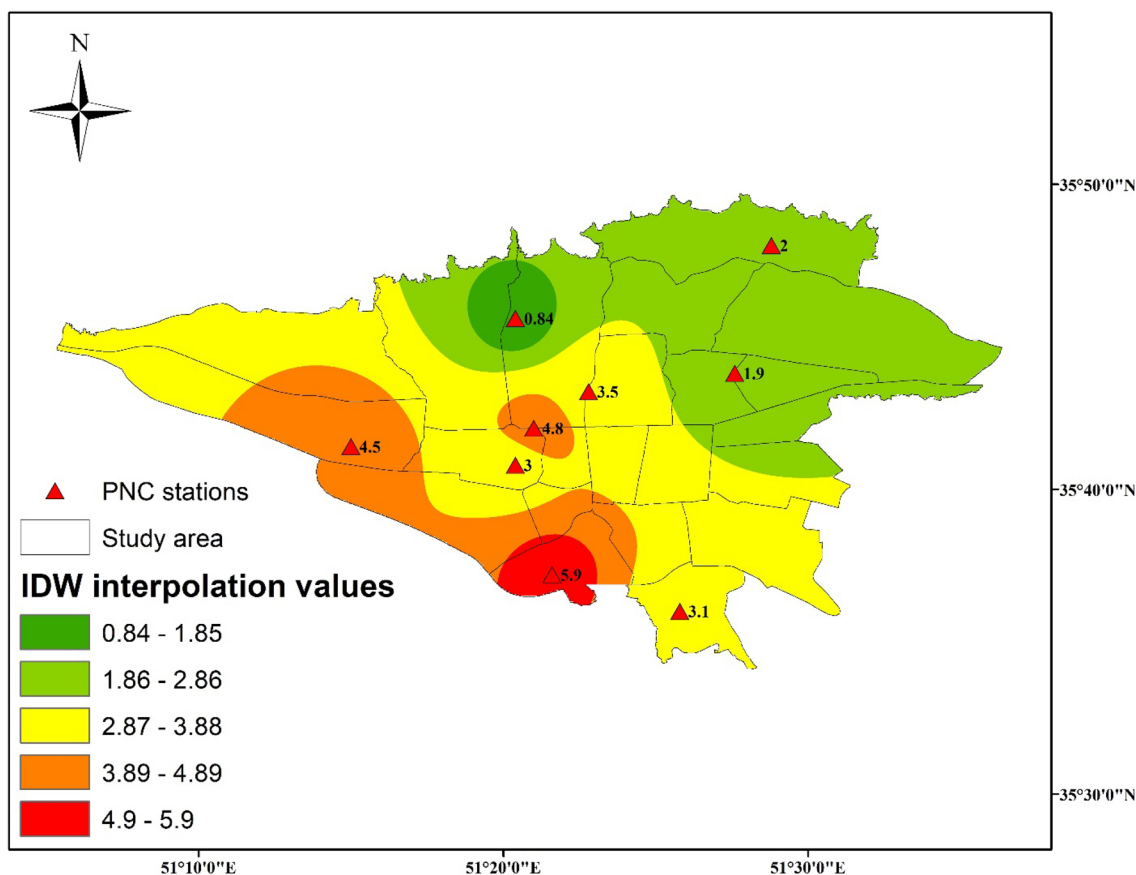 N
35°50'0"N
2
0.84
1.9
3.5
4.8
4.5
3
35°40'0"N
5.9
3.1
PNC stations
Study area
IDW interpolation values
0.84 - 1.85
1.86 - 2.86
2.87 - 3.88
3.89 - 4.89
4.9 - 5.9
35°30'0"N
51°10'0"E
51°20'0"E
51°30'0"E